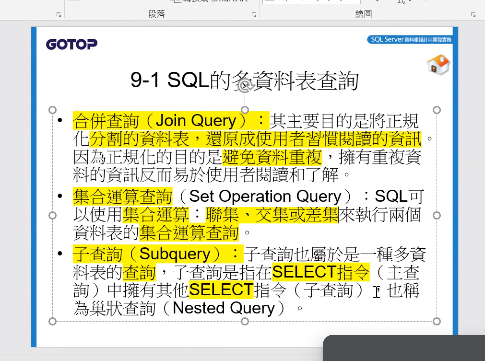 段落
繪圖
GOTOP
SQL Server 資料庫設計與開發實務
9-1 SQL的多資料表查詢
• 合併查詢(Join Query):其主要目的是將正規
化分割的資料表,還原成使用者習慣閱讀的資訊。
因為正規化的目的是避免資料重複,擁有重複資
料的資訊反而易於使用者閱讀和了解。
• 集合運算查詢(Set Operation Query):SQL可
以使用集合運算:聯集、交集或差集來執行兩個
資料表的集合運算查詢。
• 子查詢(Subquery):子查詢也屬於是一種多資
料表的查詢,子查詢是指在SELECT指令(主查
詢)中擁有其他SELECT指令(子查詢),也稱
為巢狀查詢(Nested Query)。